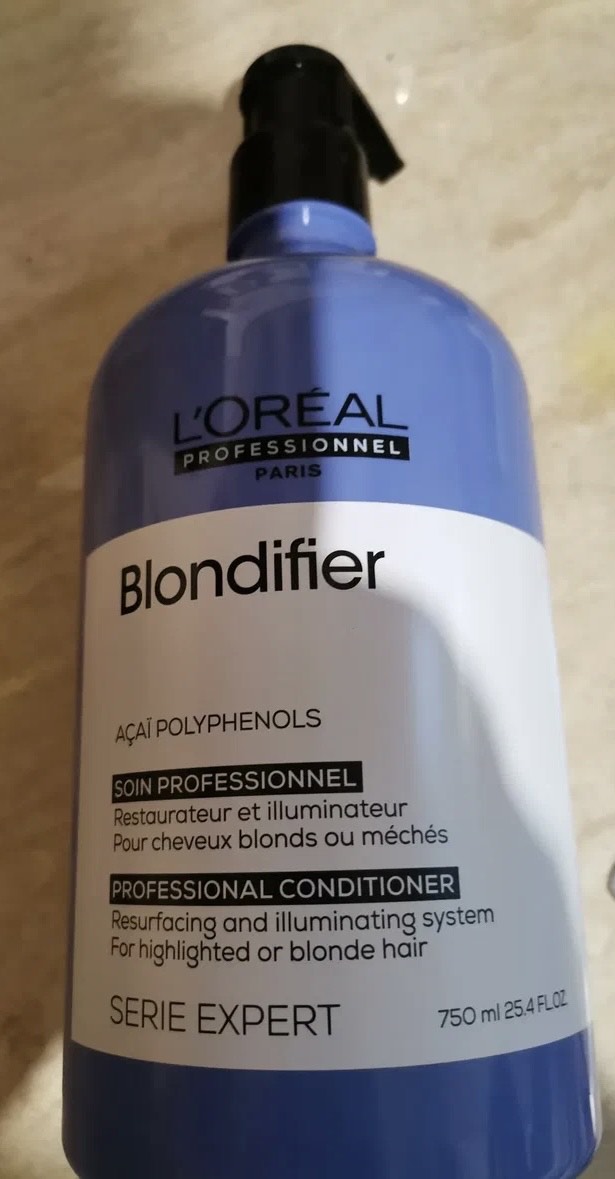 L'ORÉAL
PROFESSIONNEL
PARIS
Blondifier
AÇAÏ POLYPHENOLS
SOIN PROFESSIONNEL
Restaurateur et illuminateur
Pour cheveux blonds ou méchés
PROFESSIONAL CONDITIONER
Resurfacing and illuminating system
For highlighted or blonde hair
SERIE EXPERT
750 ml 25.4 FL.OZ